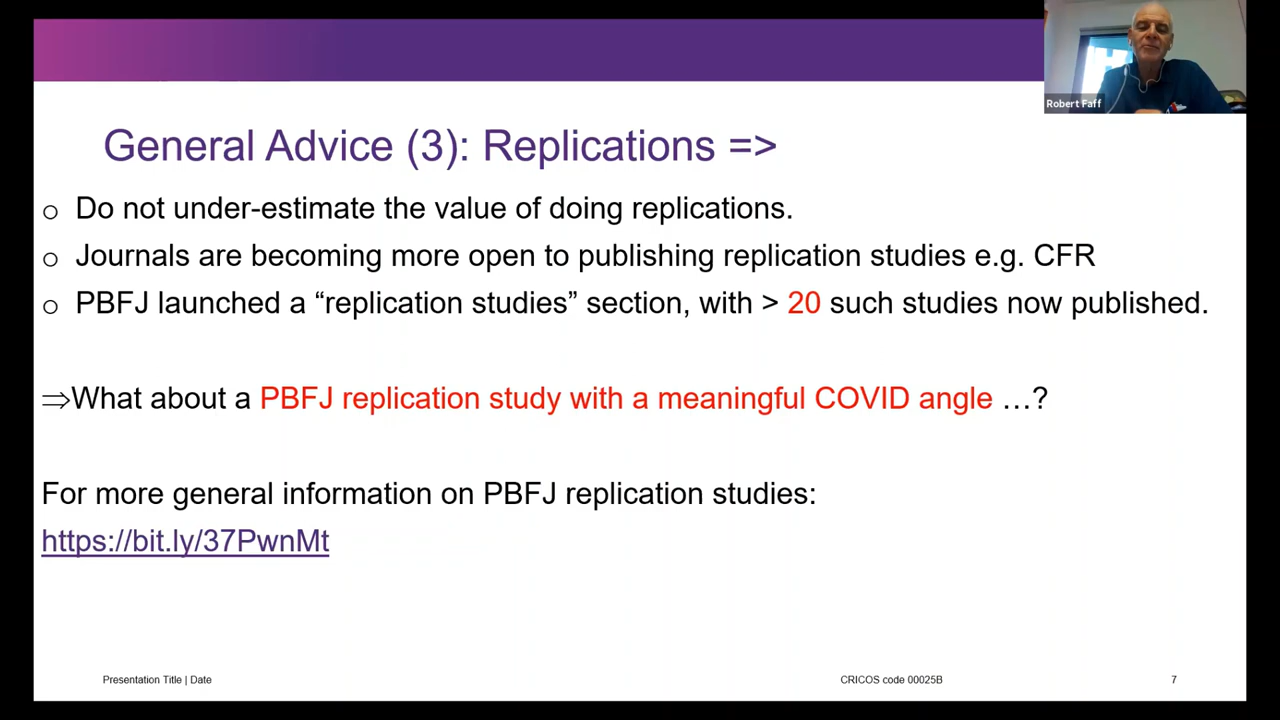 Robert Faff
General Advice (3): Replications =>
o Do not under-estimate the value of doing replications.
o Journals are becoming more open to publishing replication studies e.g. CFR
o PBFJ launched a “replication studies” section, with > 20 such studies now published.
⇒What about a PBFJ replication study with a meaningful COVID angle …?
For more general information on PBFJ replication studies:
https://bit.ly/37PwnMt
Presentation Title | Date
CRICOS code 00025B
7